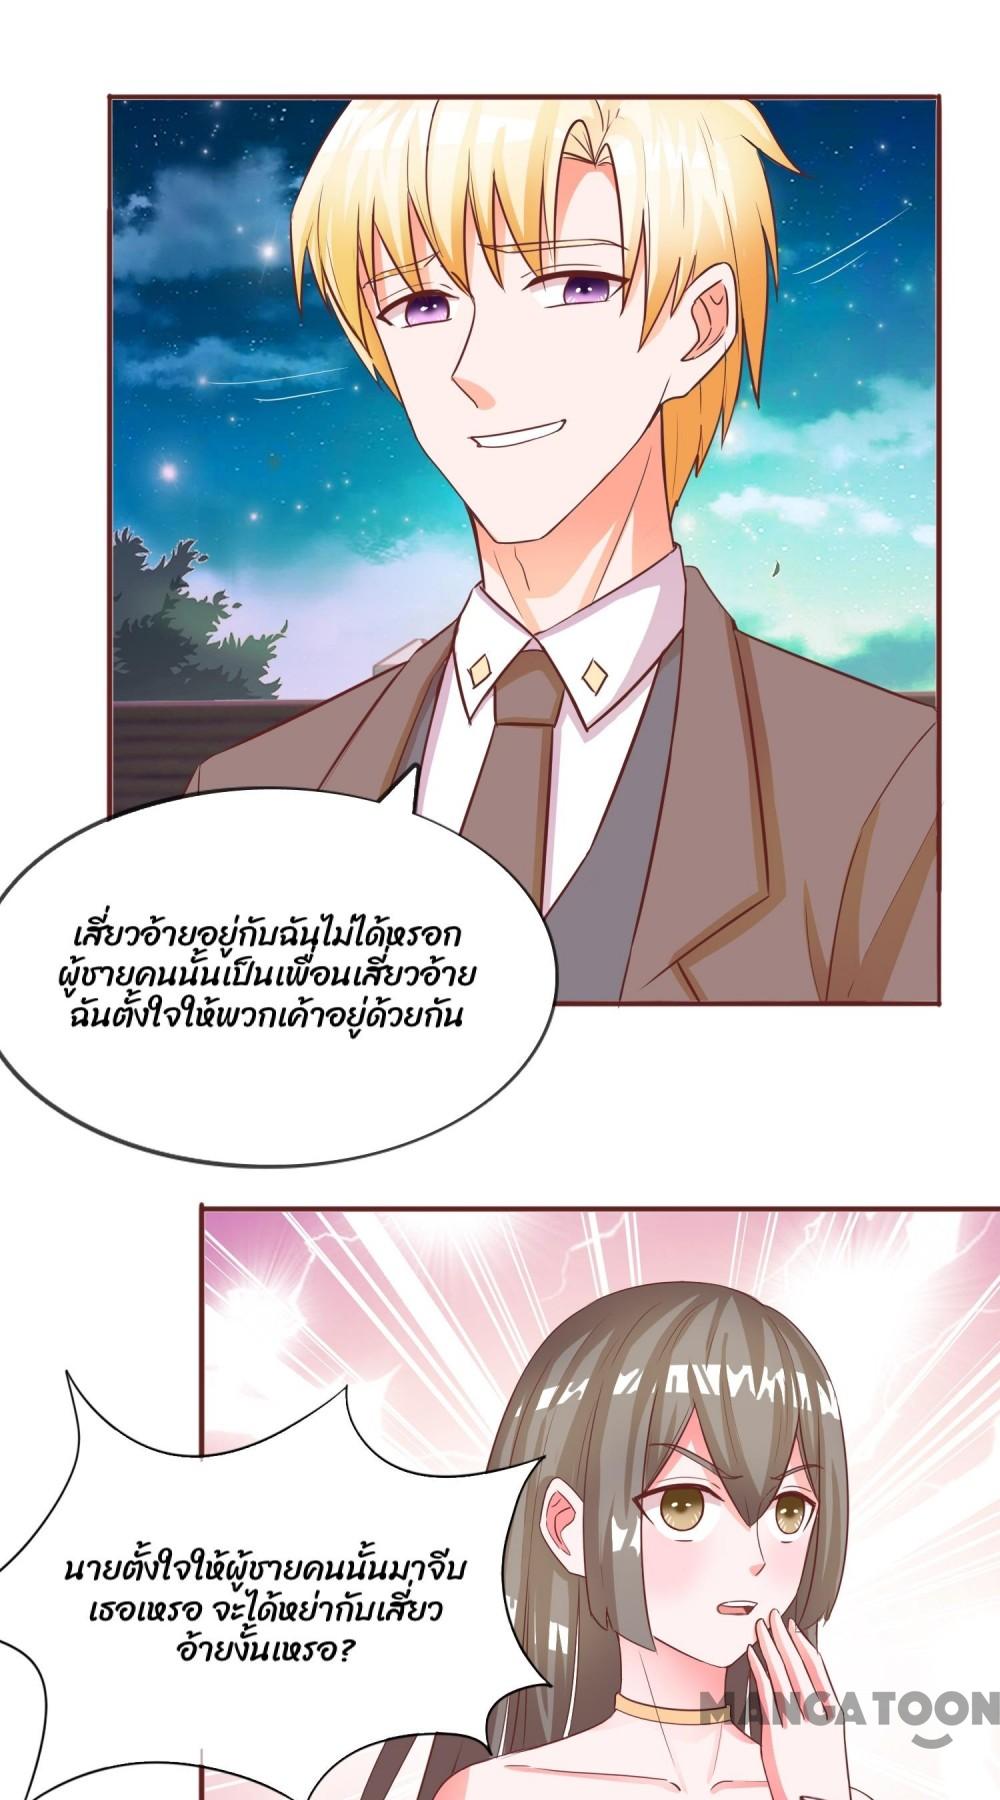 เสี่ยวอ้ายอยู่กับฉันไม่ได้หรอก
ผู้ชายคนนั้นเป็นเพื่อนเสี่ยวอ้าย
ฉันตั้งใจให้พวกเค้าอยู่ด้วยกัน
นายตั้งใจให้ผู้ชายคนนั้นมาจีบ
เธอเหรอ จะได้หย่ากับเสี่ยว
อ้ายงั้นเหรอ?
MANGATOON